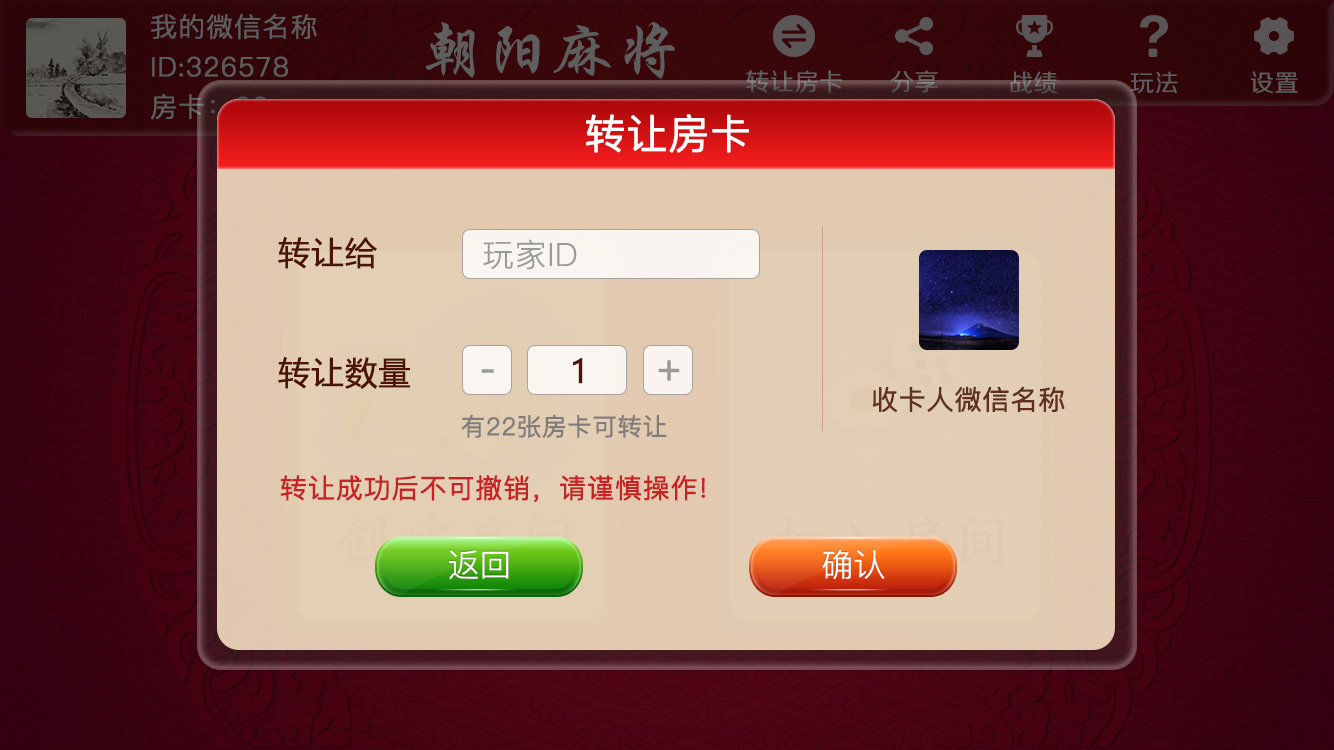 我的微信名称
ID:326578
房卡:
朝阳麻将
转让房卡
分享
战绩
玩法
设置
转让房卡
转让给
玩家ID
转让数量
- 1 +
有22张房卡可转让
收卡人微信名称
转让成功后不可撤销，请谨慎操作!
创建房间
加入房间
返回
确认